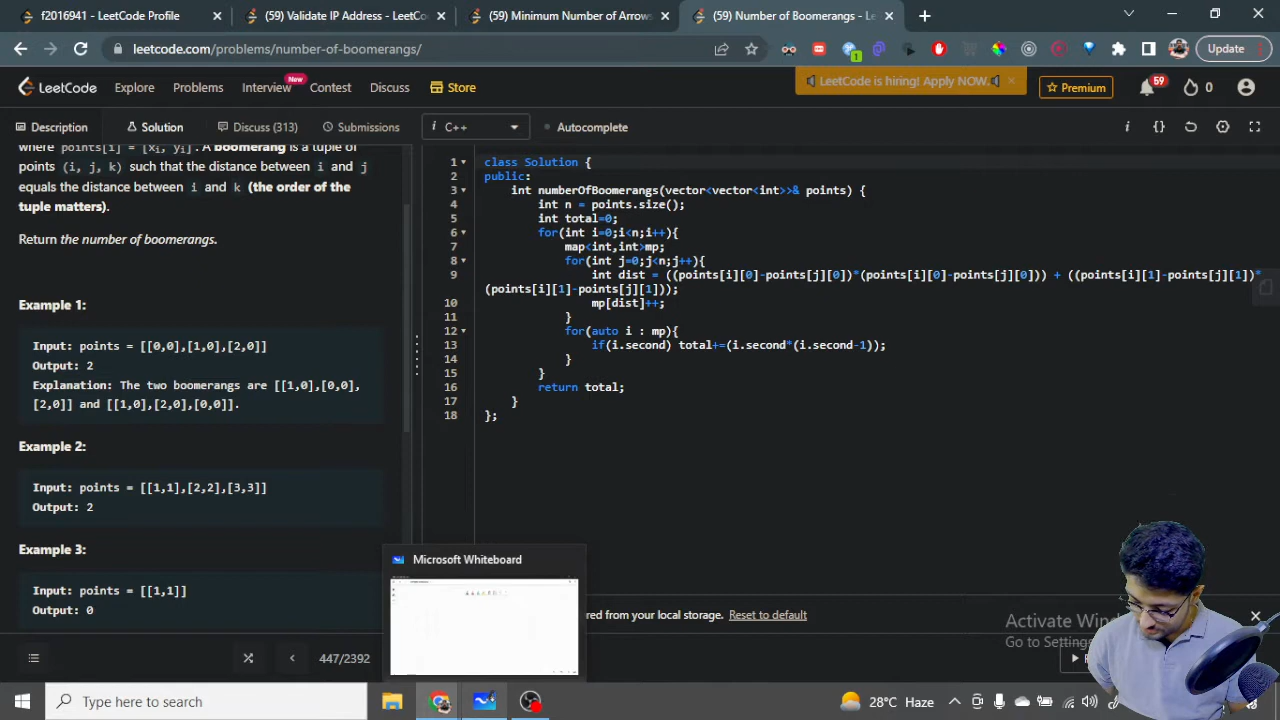 f2016941 - LeetCode Profile
(59) Validate IP Address - LeetCo
(59) Minimum Number of Arrows
(59) Number of Boomerangs - Le
leetcode.com/problems/number-of-boomerangs/
1
Update
LeetCode
Explore
Problems
Interview
New
Contest
Discuss
Store
LeetCode is hiring! Apply NOW.
Premium
59
0
Description
Solution
Discuss (313)
Submissions
C++
Autocomplete
where points[i] = [xi, yi]. A boomerang is a tuple of
points (i, j, k) such that the distance between i and j
equals the distance between i and k (the order of the
tuple matters).
Return the number of boomerangs.
Example 1:
Input: points = [[0,0],[1,0],[2,0]]
Output: 2
Explanation: The two boomerangs are [[1,0],[0,0],
[2,0]] and [[1,0],[2,0],[0,0]].
Example 2:
Input: points = [[1,1],[2,2],[3,3]]
Output: 2
Example 3:
Input: points = [[1,1]]
Output: 0
1 class Solution {
2 public:
3 int numberOfBoomerangs(vector<vector<int>>& points) {
4 int n = points.size();
5 int total=0;
6 for(int i=0;i<n;i++){
7 map<int,int>mp;
8 for(int j=0;j<n;j++){
9 int dist = ((points[i][0]-points[j][0])*(points[i][0]-points[j][0])) + ((points[i][1]-points[j][1])*
(points[i][1]-points[j][1]));
10 mp[dist]++;
11 }
12 for(auto i : mp){
13 if(i.second) total+=(i.second*(i.second-1));
14 }
15 }
16 return total;
17 }
18 };
Microsoft Whiteboard
red from your local storage. Reset to default
Activate Win
Go to Settings
447/2392
Type here to search
28°C Haze